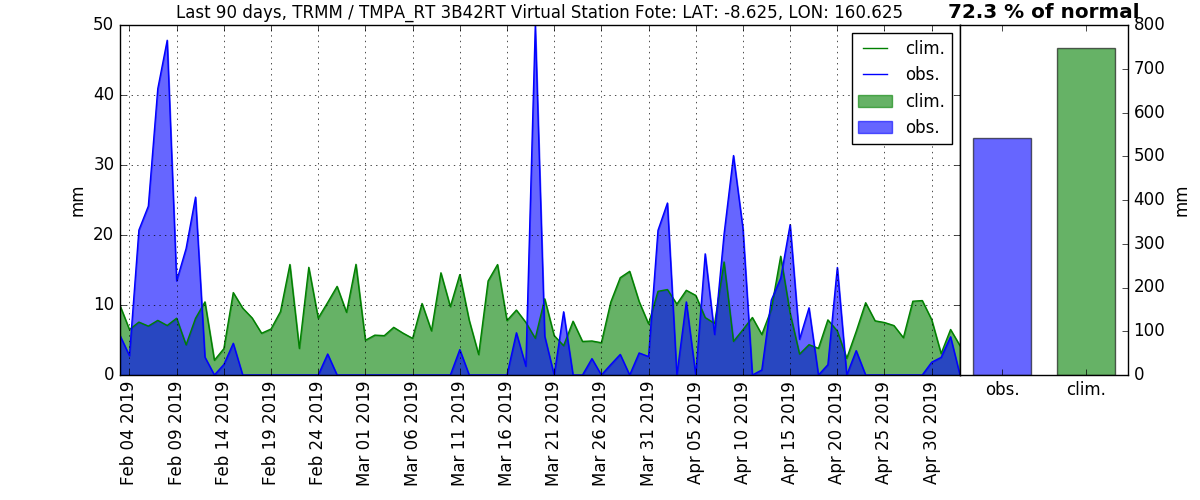 Last 90 days, TRMM / TMPA_RT 3B42RT Virtual Station Fote: LAT: -8.625, LON: 160.625
72.3 % of normal
50
40
30
20
10
0
mm
clim.
obs.
clim.
obs.
800
700
600
500
400
300
200
100
0
mm
obs.
clim.
Feb 04 2019
Feb 09 2019
Feb 14 2019
Feb 19 2019
Feb 24 2019
Mar 01 2019
Mar 06 2019
Mar 11 2019
Mar 16 2019
Mar 21 2019
Mar 26 2019
Mar 31 2019
Apr 05 2019
Apr 10 2019
Apr 15 2019
Apr 20 2019
Apr 25 2019
Apr 30 2019